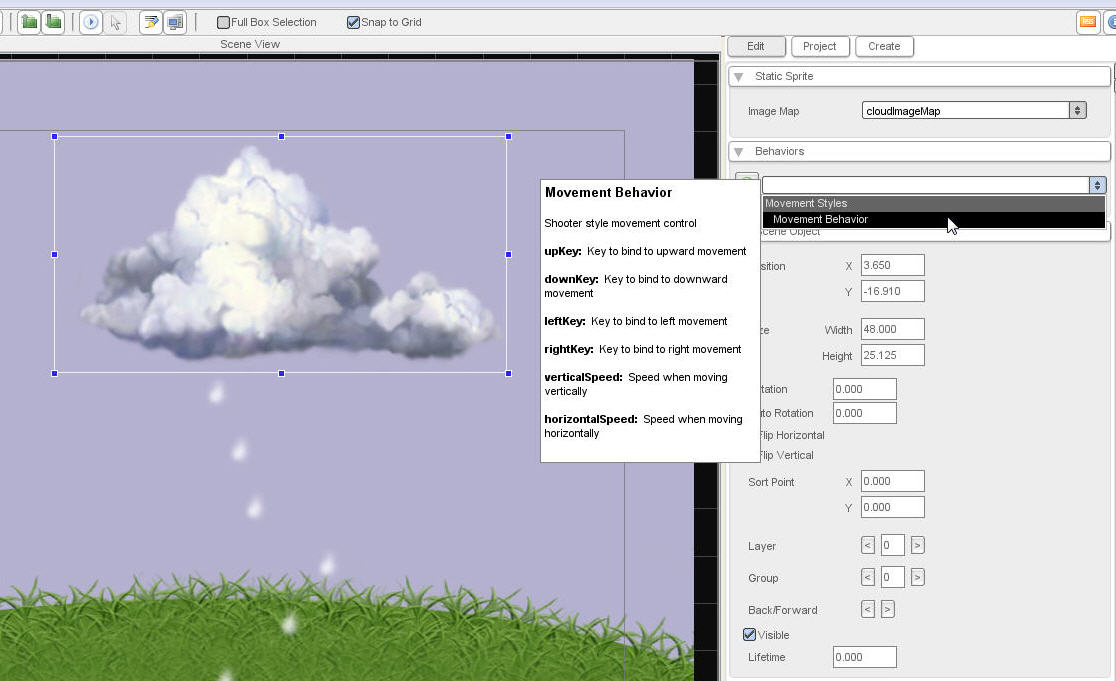 Full Box Selection
Snap to Grid
Scene View
Edit
Project
Create
Static Sprite
Image Map
cloudImageMap
Behaviors
Movement Styles
Movement Behavior
Scene Object
Movement Behavior
Shooter style movement control
upKey: Key to bind to upward movement
downKey: Key to bind to downward
movement
leftKey: Key to bind to left movement
rightKey: Key to bind to right movement
verticalSpeed: Speed when moving
vertically
horizontalSpeed: Speed when moving
horizontally
sition X 3.650
Y -16.910
ze Width 48.000
Height 25.125
tation 0.000
to Rotation 0.000
Flip Horizontal
Flip Vertical
Sort Point X 0.000
Y 0.000
Layer < 0 >
Group < 0 >
Back/Forward < >
Visible
Lifetime 0.000